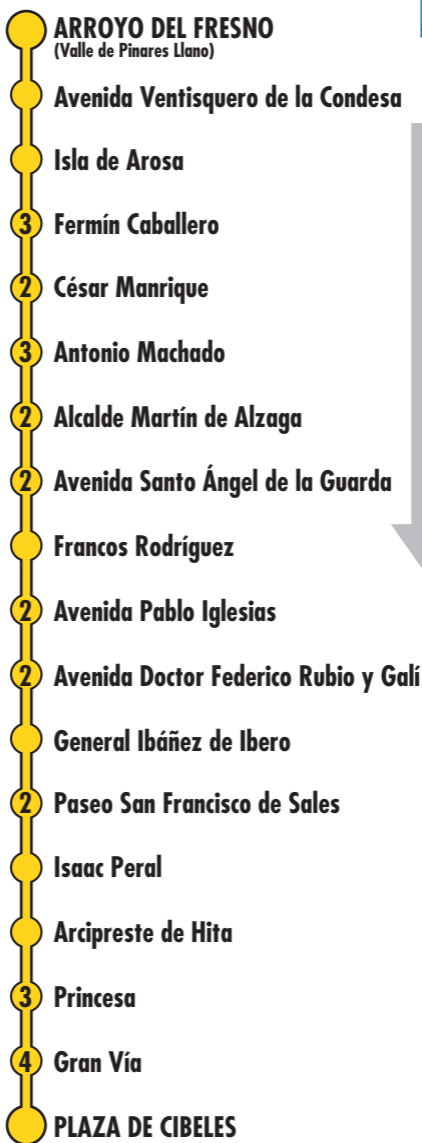 ARROYO DEL FRESNO
(Valle de Pinares Llano)
Avenida Ventisquero de la Condesa
Isla de Arosa
3 Fermín Caballero
2 César Manrique
3 Antonio Machado
2 Alcalde Martín de Alzaga
2 Avenida Santo Ángel de la Guarda
Francos Rodríguez
2 Avenida Pablo Iglesias
2 Avenida Doctor Federico Rubio y Galí
General Ibáñez de Ibero
2 Paseo San Francisco de Sales
Isaac Peral
Arcipreste de Hita
3 Princesa
4 Gran Vía
PLAZA DE CIBELES